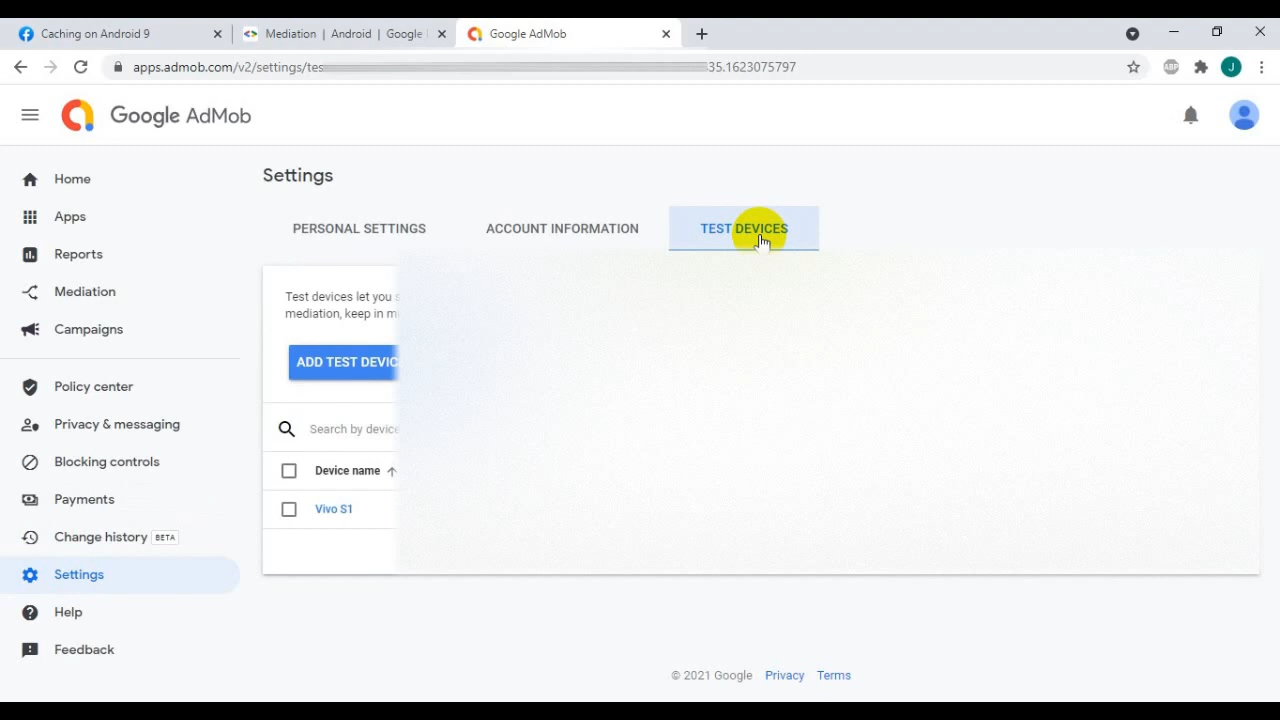 Caching on Android 9
Mediation | Android | Google
Google AdMob
apps.admob.com/v2/settings/tes
35.1623075797
ABP
J
Google AdMob
Home
Apps
Reports
Mediation
Campaigns
Policy center
Privacy & messaging
Blocking controls
Payments
Change history BETA
Settings
Help
Feedback
Settings
PERSONAL SETTINGS
ACCOUNT INFORMATION
TEST DEVICES
Test devices let you
mediation, keep in
ADD TEST DEVIC
Search by device
Device name
Vivo S1
© 2021 Google Privacy Terms